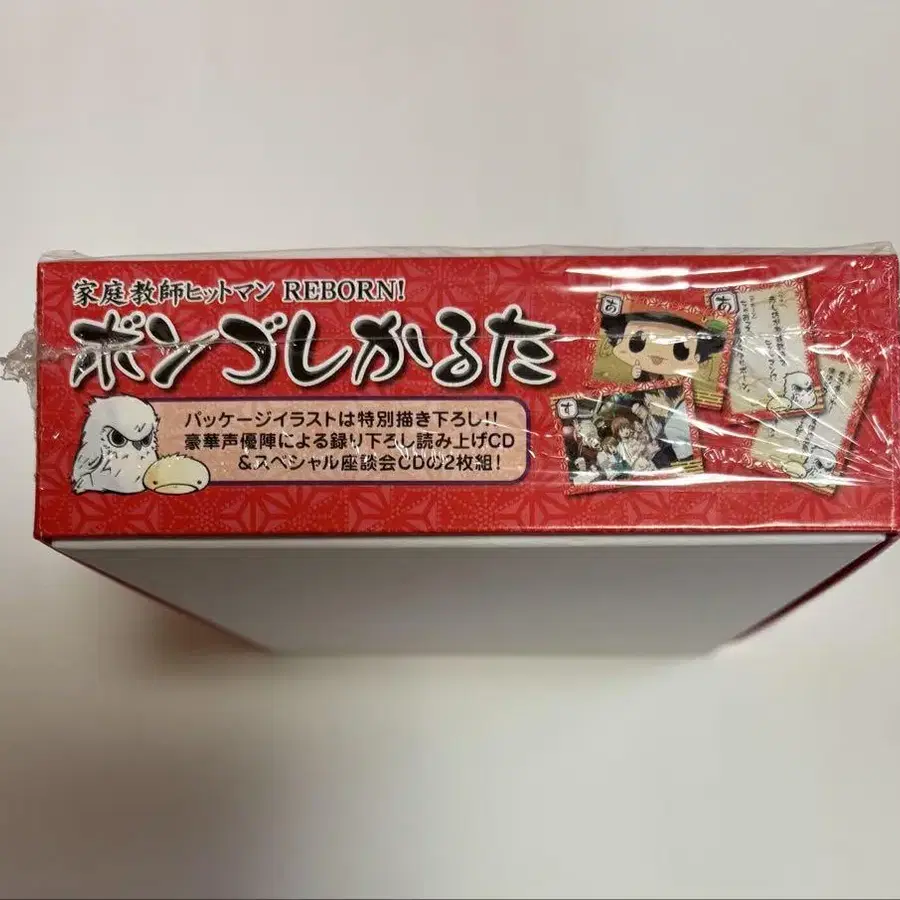 家庭教師ヒットマン REBORN!
ボンゴレかるた
パッケージイラストは特別描き下ろし!!
豪華声優陣による録り下ろし読み上げCD
&スペシャル座談会CDの2枚組!